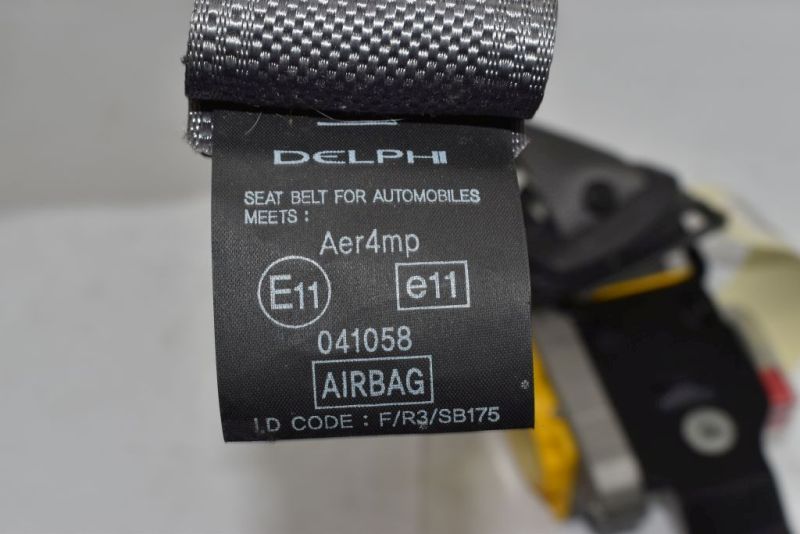 DELPHI
SEAT BELT FOR AUTOMOBILES
MEETS :
Aer4mp
E11 e11
041058
AIRBAG
I.D CODE : F/R3/SB175